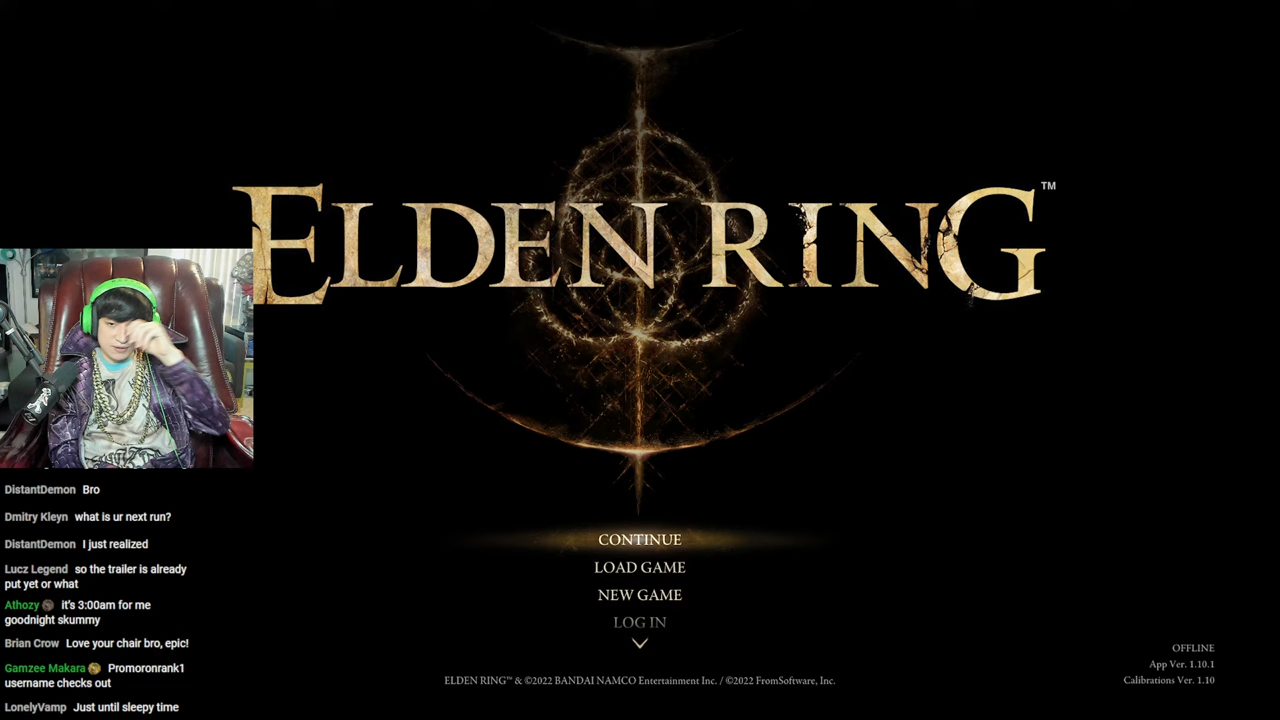 ELDEN RING™
DistantDemon Bro
Dmitry Kleyn what is ur next run?
DistantDemon I just realized
Lucz Legend so the trailer is already
put yet or what
Athozy it's 3:00am for me
goodnight skummy
Brian Crow Love your chair bro, epic!
Gamzee Makara Promoronrank1
username checks out
LonelyVamp Just until sleepy time
CONTINUE
LOAD GAME
NEW GAME
LOG IN
ELDEN RING™ & ©2022 BANDAI NAMCO Entertainment Inc. / ©2022 FromSoftware, Inc.
OFFLINE
App Ver. 1.10.1
Calibrations Ver. 1.10